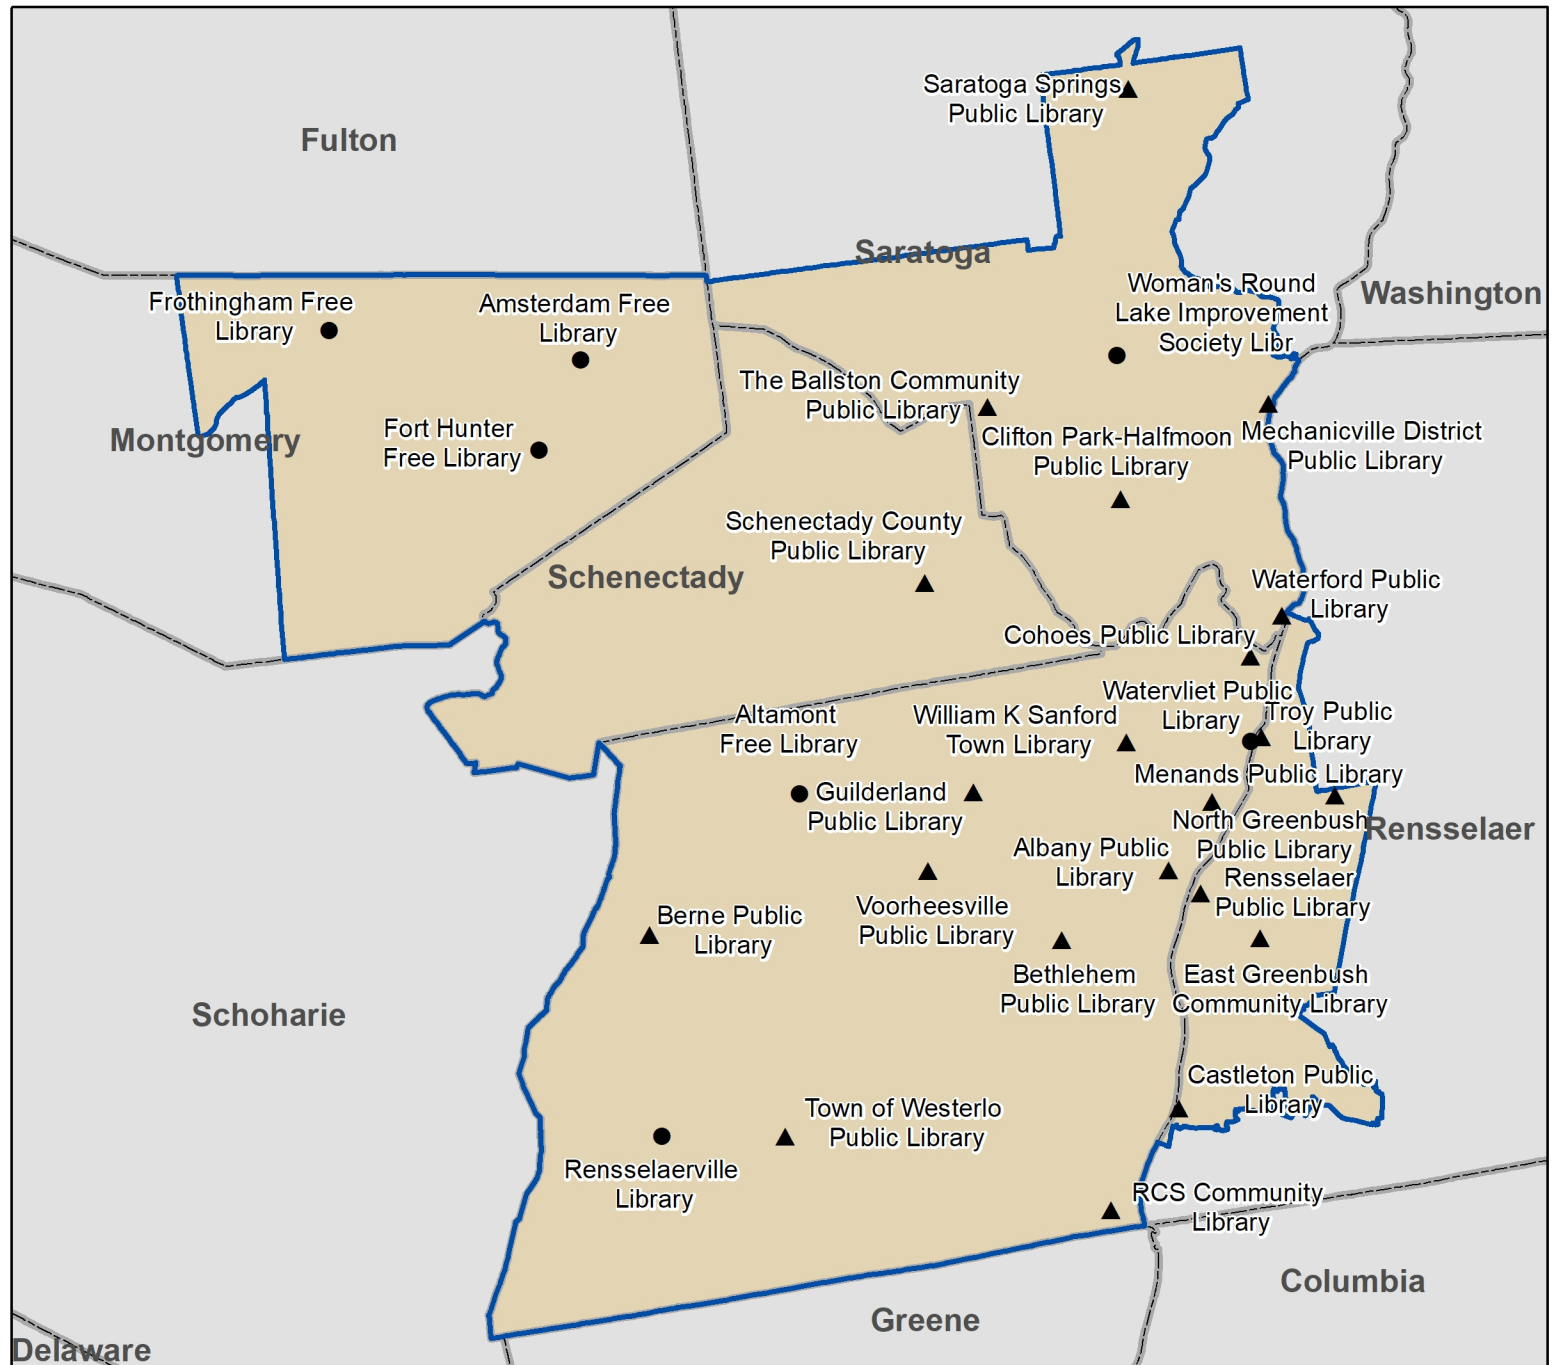 Saratoga Springs
Public Library
Fulton
Saratoga
Woman's Round
Lake Improvement
Society Libr
Washington
Frothingham Free
Library
Amsterdam Free
Library
The Ballston Community
Public Library
Montgomery
Fort Hunter
Free Library
Clifton Park-Halfmoon
Public Library
Mechanicville District
Public Library
Schenectady County
Public Library
Schenectady
Waterford Public
Library
Cohoes Public Library
Watervliet Public
Library
Altamont
Free Library
William K Sanford
Town Library
Troy Public
Library
Menands Public Library
Guilderland
Public Library
North Greenbush
Public Library
Rensselaer
Albany Public
Library
Rensselaer
Public Library
Berne Public
Library
Voorheesville
Public Library
Bethlehem
Public Library
East Greenbush
Community Library
Schoharie
Castleton Public
Library
Town of Westerlo
Public Library
Rensselaerville
Library
RCS Community
Library
Columbia
Greene
Delaware